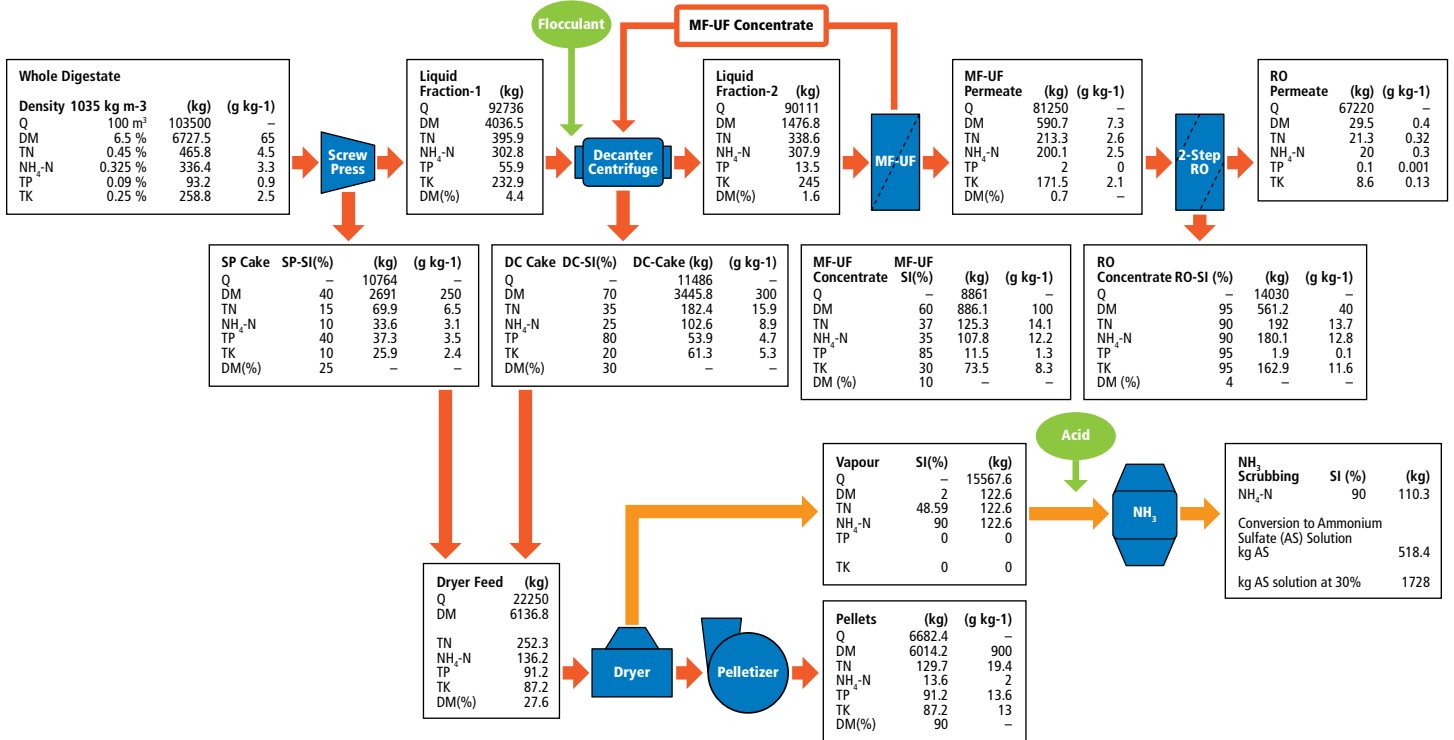 Flocculant
MF-UF Concentrate
Whole Digestate
Density 1035 kg m-3 (kg) (g kg-1)
Q 100 m³ 103500 –
DM 6.5 % 6727.5 65
TN 0.45 % 465.8 4.5
NH₄-N 0.325 % 336.4 3.3
TP 0.09 % 93.2 0.9
TK 0.25 % 258.8 2.5
Screw
Press
Liquid
Fraction-1 (kg)
Q 92736
DM 4036.5
TN 395.9
NH₄-N 302.8
TP 55.9
TK 232.9
DM(%) 4.4
Decanter
Centrifuge
Liquid
Fraction-2 (kg)
Q 90111
DM 1476.8
TN 338.6
NH₄-N 307.9
TP 13.5
TK 245
DM(%) 1.6
MF-UF
MF-UF
Permeate (kg) (g kg-1)
Q 81250 –
DM 590.7 7.3
TN 213.3 2.6
NH₄-N 200.1 2.5
TP 2 0
TK 171.5 2.1
DM(%) 0.7 –
2-Step
RO
RO
Permeate (kg) (g kg-1)
Q 67220 –
DM 29.5 0.4
TN 21.3 0.32
NH₄-N 20 0.3
TP 0.1 0.001
TK 8.6 0.13
SP Cake SP-SI(%) (kg) (g kg-1)
Q – 10764 –
DM 40 2691 250
TN 15 69.9 6.5
NH₄-N 10 33.6 3.1
TP 40 37.3 3.5
TK 10 25.9 2.4
DM(%) 25 – –
DC Cake DC-SI(%) DC-Cake (kg) (g kg-1)
Q – 11486 –
DM 70 3445.8 300
TN 35 182.4 15.9
NH₄-N 25 102.6 8.9
TP 80 53.9 4.7
TK 20 61.3 5.3
DM(%) 30 – –
MF-UF MF-UF
Concentrate SI(%) (kg) (g kg-1)
Q – 8861 –
DM 60 886.1 100
TN 37 125.3 14.1
NH₄-N 35 107.8 12.2
TP 85 11.5 1.3
TK 30 73.5 8.3
DM (%) 10 – –
RO
Concentrate RO-SI (%) (kg) (g kg-1)
Q – 14030 –
DM 95 561.2 40
TN 90 192 13.7
NH₄-N 90 180.1 12.8
TP 95 1.9 0.1
TK 95 162.9 11.6
DM (%) 4 – –
Dryer Feed (kg)
Q 22250
DM 6136.8
TN 252.3
NH₄-N 136.2
TP 91.2
TK 87.2
DM(%) 27.6
Dryer
Pelletizer
Vapour SI(%) (kg)
Q – 15567.6
DM 2 122.6
TN 48.59 122.6
NH₄-N 90 122.6
TP 0 0
TK 0 0
Acid
NH₃
NH₃
Scrubbing SI (%) (kg)
NH₄-N 90 110.3
Conversion to Ammonium
Sulfate (AS) Solution
kg AS 518.4
kg AS solution at 30% 1728
Pellets (kg) (g kg-1)
Q 6682.4 –
DM 6014.2 900
TN 129.7 19.4
NH₄-N 13.6 2
TP 91.2 13.6
TK 87.2 13
DM(%) 90 –